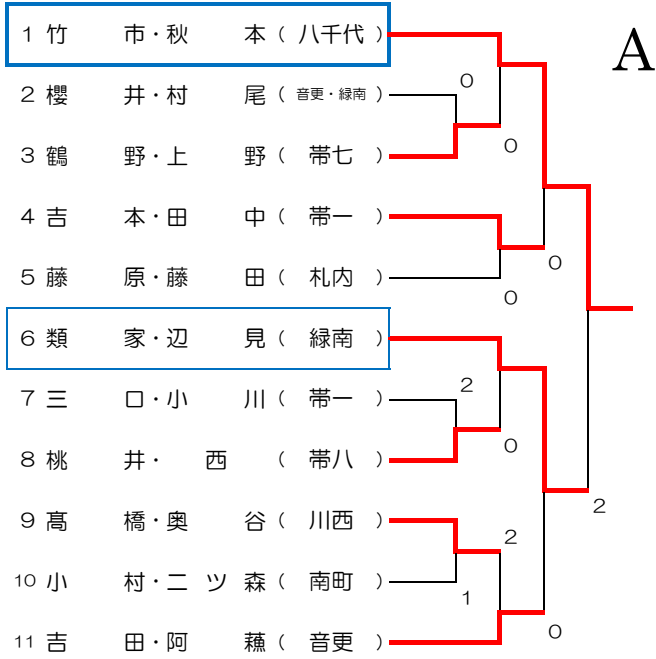 A
1 竹 市・秋 本 ( 八千代 )
2 櫻 井・村 尾 ( 音更・緑南 )
0
3 鶴 野・上 野 ( 帯七 )
0
4 吉 本・田 中 ( 帯一 )
0
5 藤 原・藤 田 ( 札内 )
0
6 類 家・辺 見 ( 緑南 )
7 三 口・小 川 ( 帯一 )
2
8 桃 井・ 西 ( 帯八 )
0
2
9 髙 橋・奥 谷 ( 川西 )
2
10 小 村・二 ツ 森 ( 南町 )
1
11 吉 田・阿 蘓 ( 音更 )
0